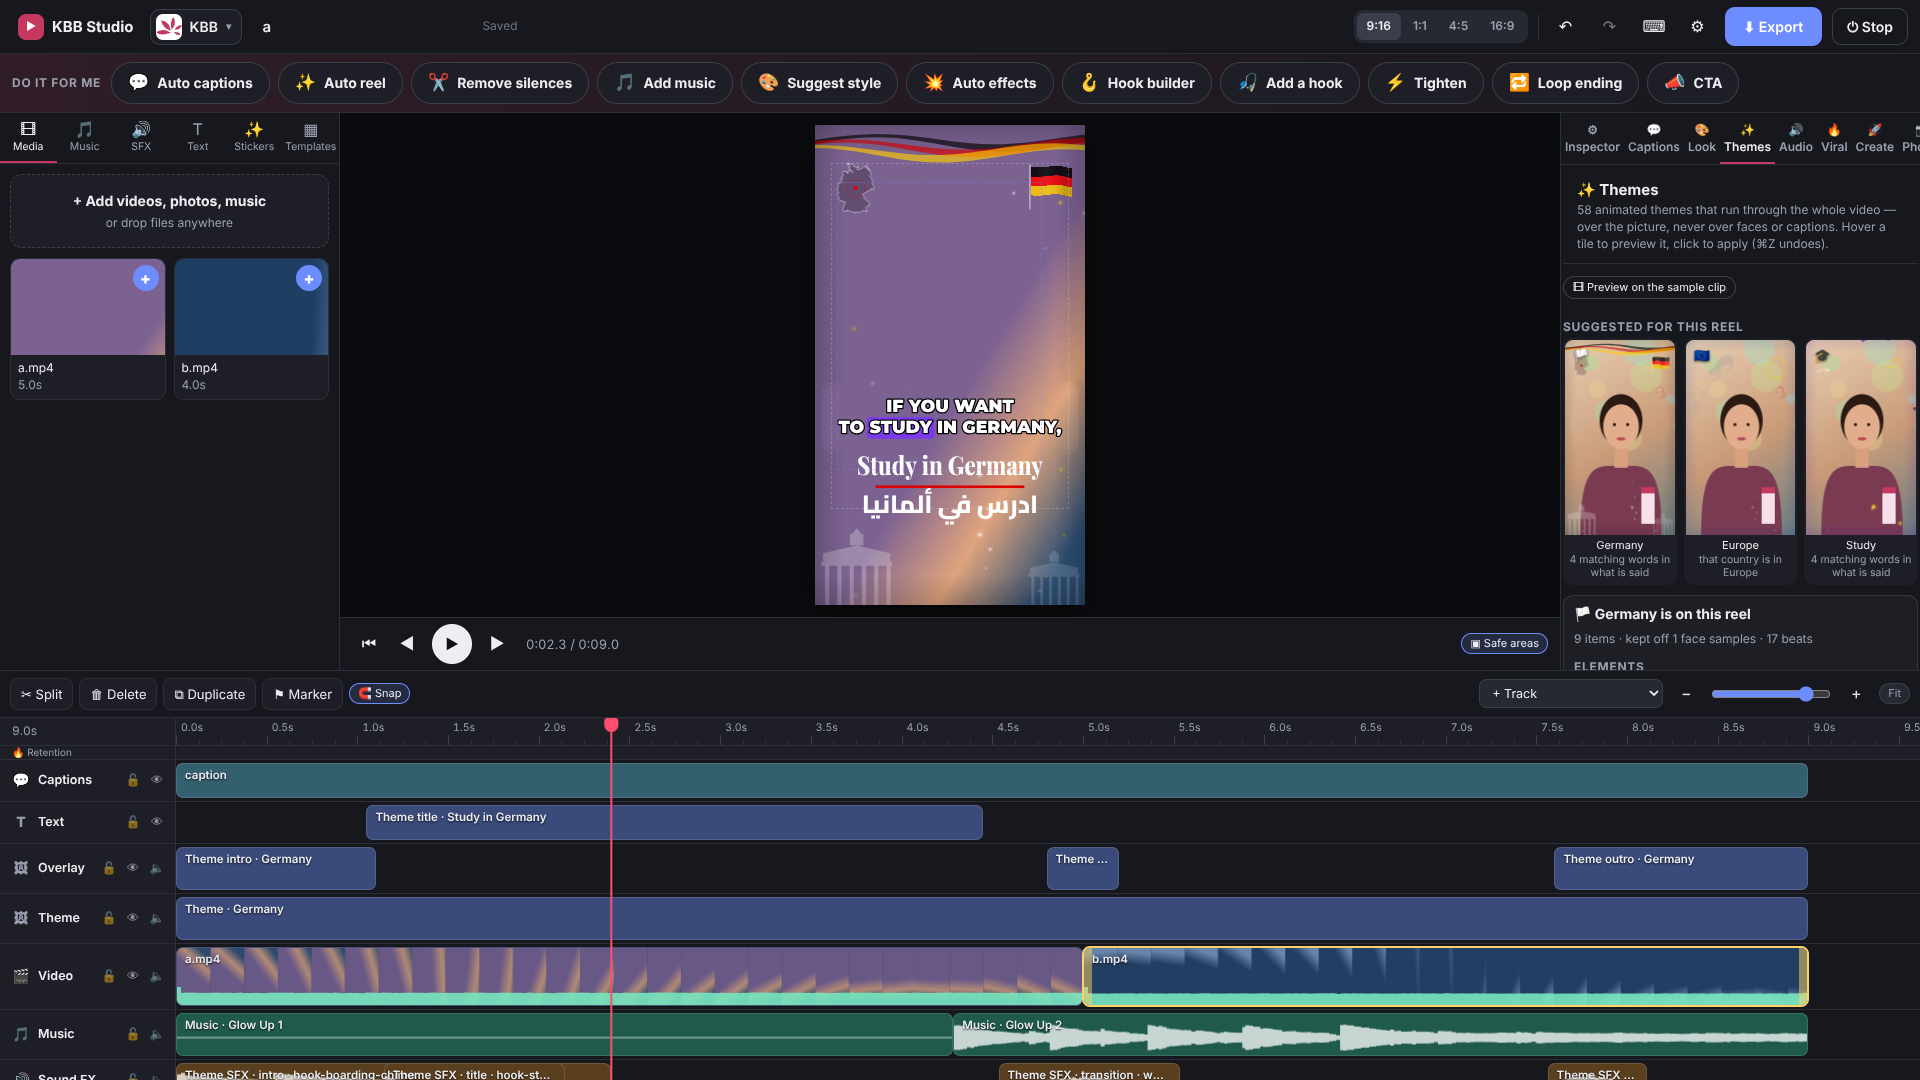 KBB Studio
KBB
a
Saved
9:16
1:1
4:5
16:9
Export
Stop
DO IT FOR ME
Auto captions
Auto reel
Remove silences
Add music
Suggest style
Auto effects
Hook builder
Add a hook
Tighten
Loop ending
CTA
Media
Music
SFX
Text
Stickers
Templates
+ Add videos, photos, music
or drop files anywhere
a.mp4
5.0s
b.mp4
4.0s
IF YOU WANT
TO STUDY IN GERMANY,
Study in Germany
ادرس في ألمانيا
0:02.3 / 0:09.0
Safe areas
Inspector
Captions
Look
Themes
Audio
Viral
Create
Pho
Themes
58 animated themes that run through the whole video —
over the picture, never over faces or captions. Hover a
tile to preview it, click to apply (⌘Z undoes).
Preview on the sample clip
SUGGESTED FOR THIS REEL
Germany
4 matching words in
what is said
Europe
that country is in
Europe
Study
4 matching words in
what is said
Germany is on this reel
9 items · kept off 1 face samples · 17 beats
ELEMENTS
Split
Delete
Duplicate
Marker
Snap
+ Track
Fit
9.0s
0.0s
0.5s
1.0s
1.5s
2.0s
2.5s
3.0s
3.5s
4.0s
4.5s
5.0s
5.5s
6.0s
6.5s
7.0s
7.5s
8.0s
8.5s
9.0s
9.5
Retention
Captions
caption
Text
Theme title · Study in Germany
Overlay
Theme intro · Germany
Theme ...
Theme outro · Germany
Theme
Theme · Germany
Video
a.mp4
b.mp4
Music
Music · Glow Up 1
Music · Glow Up 2
Sound FX
Theme SFX · intro · hook-boarding-ch
Theme SFX · title · hook-st...
Theme SFX · transition · w...
Theme SFX ...